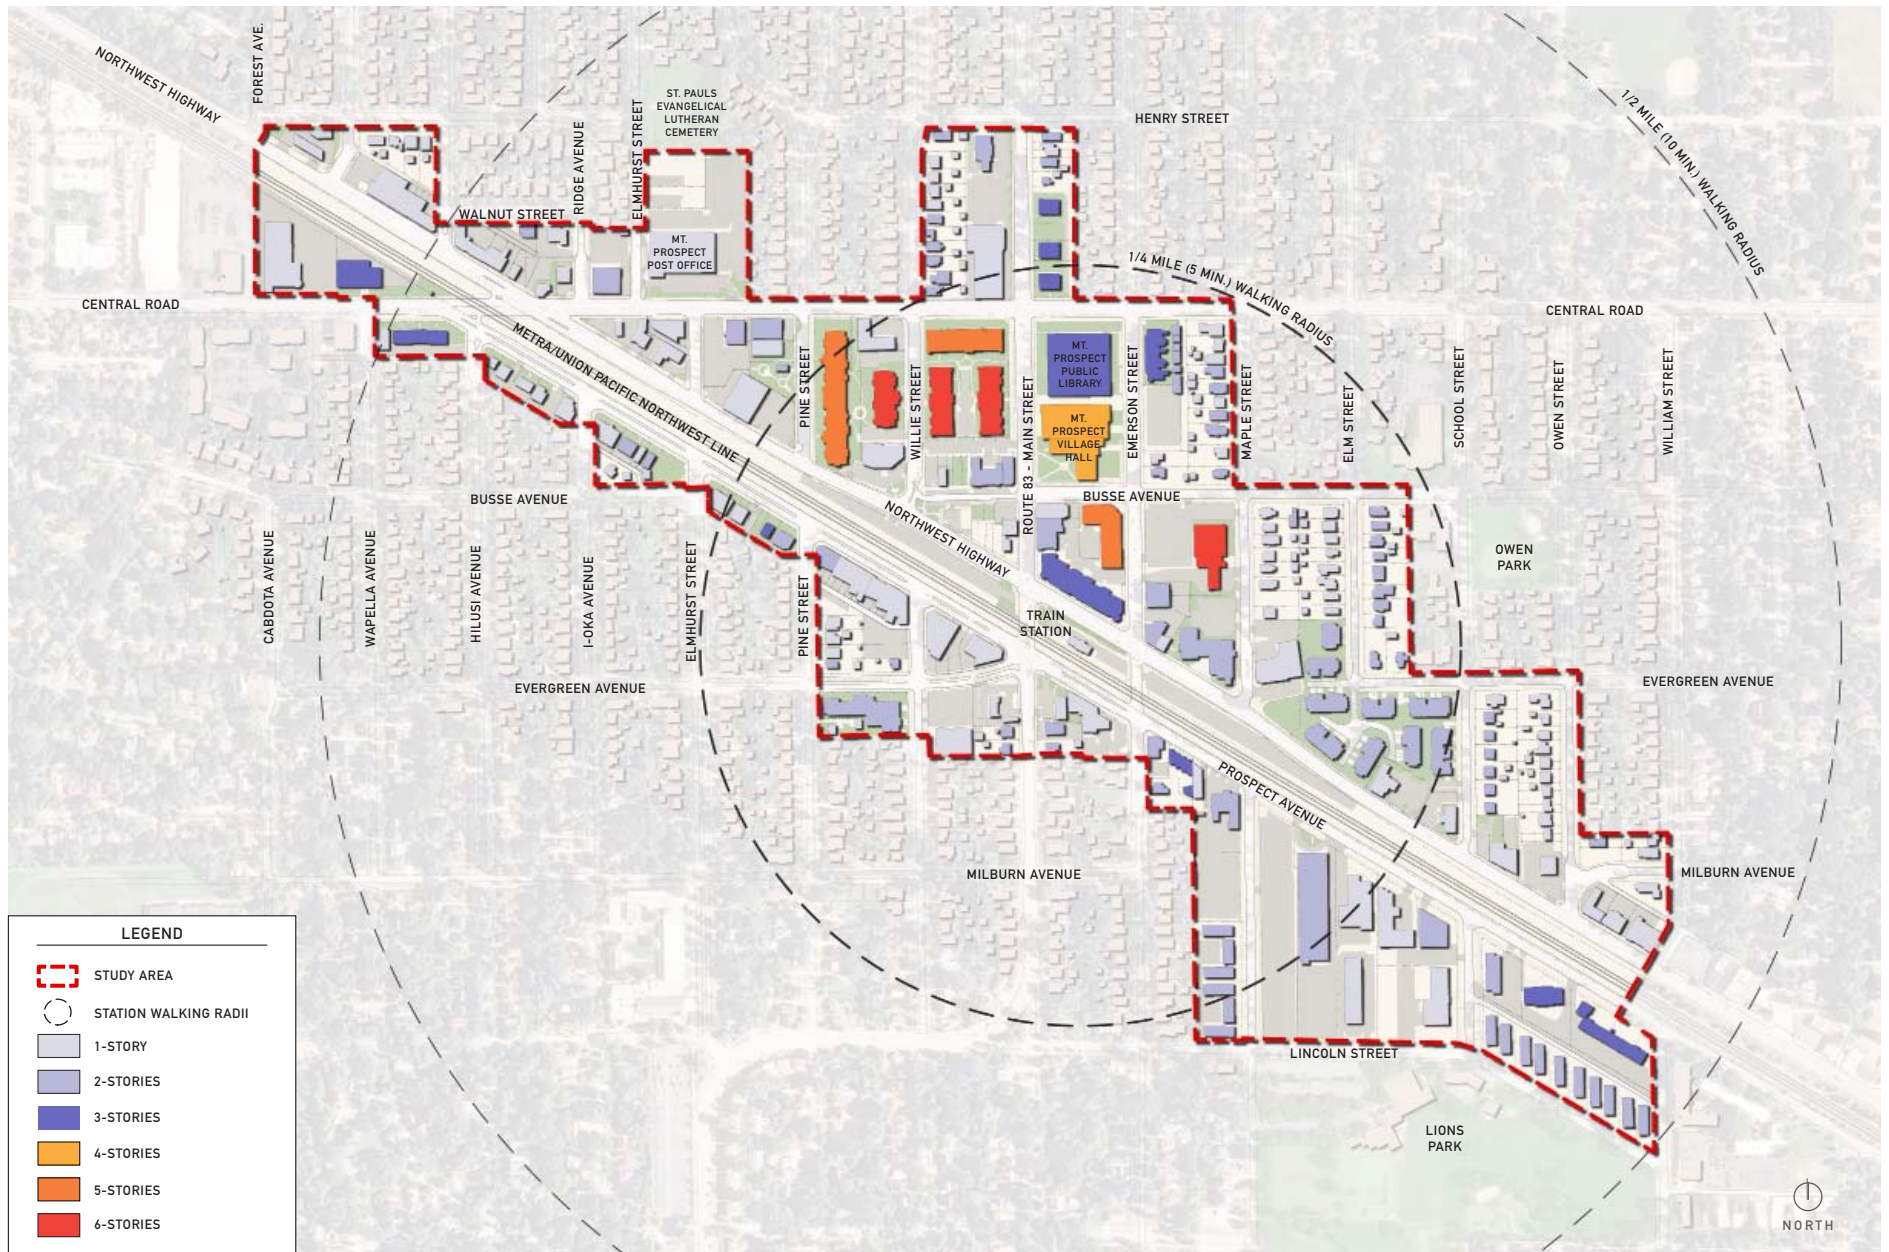 FOREST AVE.
NORTHWEST HIGHWAY
ST. PAULS
EVANGELICAL
LUTHERAN
CEMETERY
RIDGE AVENUE
ELMHURST STREET
HENRY STREET
1/2 MILE (10 MIN.) WALKING RADIUS
WALNUT STREET
MT.
PROSPECT
POST OFFICE
1/4 MILE (5 MIN.) WALKING RADIUS
CENTRAL ROAD
CENTRAL ROAD
METRA/UNION PACIFIC NORTHWEST LINE
PINE STREET
WILLIE STREET
ROUTE 83 - MAIN STREET
MT.
PROSPECT
PUBLIC
LIBRARY
MT.
PROSPECT
VILLAGE
HALL
EMERSON STREET
MAPLE STREET
ELM STREET
SCHOOL STREET
OWEN STREET
WILLIAM STREET
BUSSE AVENUE
BUSSE AVENUE
NORTHWEST HIGHWAY
CABDOTA AVENUE
WAPELLA AVENUE
HILUSI AVENUE
I-OKA AVENUE
ELMHURST STREET
PINE STREET
OWEN
PARK
TRAIN
STATION
EVERGREEN AVENUE
EVERGREEN AVENUE
PROSPECT AVENUE
MILBURN AVENUE
MILBURN AVENUE
LINCOLN STREET
LIONS
PARK
LEGEND
STUDY AREA
STATION WALKING RADII
1-STORY
2-STORIES
3-STORIES
4-STORIES
5-STORIES
6-STORIES
NORTH